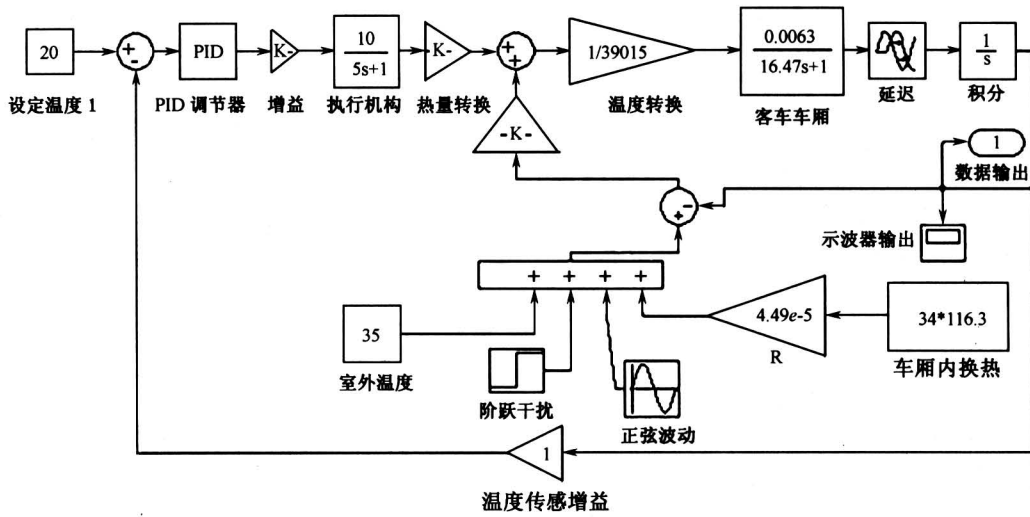 20
+
-
PID
K-
10
5s+1
-K-
+
+
1/39015
0.0063
16.47s+1
1
s
设定温度 1
PID 调节器
增益
执行机构
热量转换
温度转换
客车车厢
延迟
积分
-K-
1
数据输出
-
+
示波器输出
+ + + +
35
室外温度
阶跃干扰
正弦波动
4.49e-5
R
34*116.3
车厢内换热
1
温度传感增益